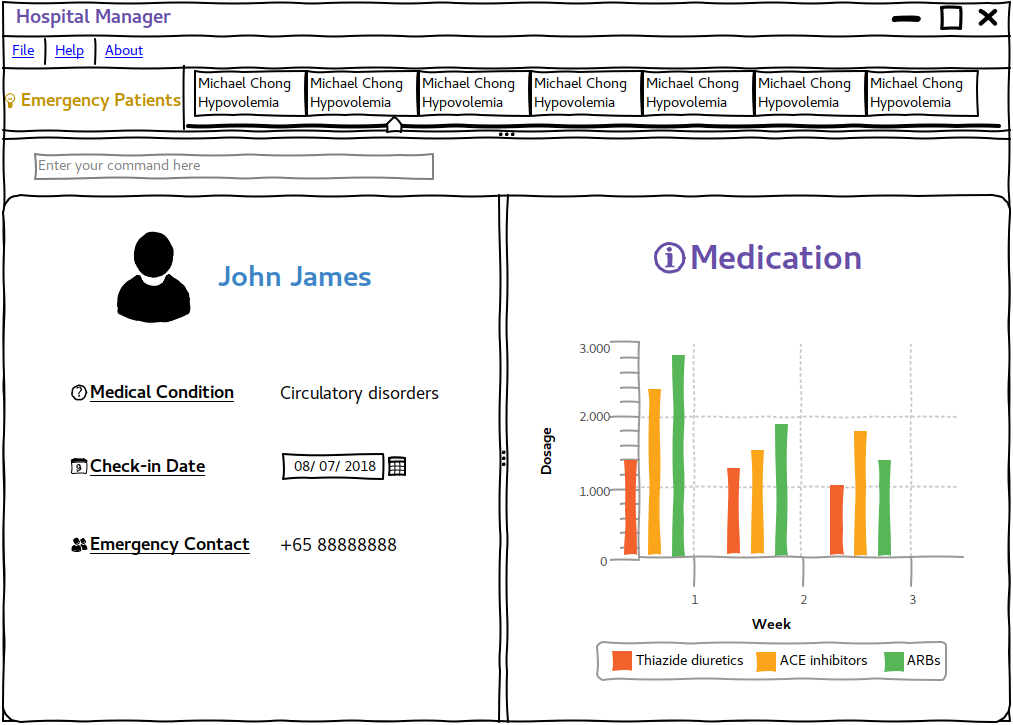 Hospital Manager
File
Help
About
Emergency Patients
Michael Chong
Hypovolemia
Michael Chong
Hypovolemia
Michael Chong
Hypovolemia
Michael Chong
Hypovolemia
Michael Chong
Hypovolemia
Michael Chong
Hypovolemia
Michael Chong
Hypovolemia
Enter your command here
John James
Medical Condition
Circulatory disorders
Check-in Date
08/ 07/ 2018
Emergency Contact
+65 88888888
Medication
3.000
2.000
1.000
0
Dosage
1
2
3
Week
Thiazide diuretics
ACE inhibitors
ARBs